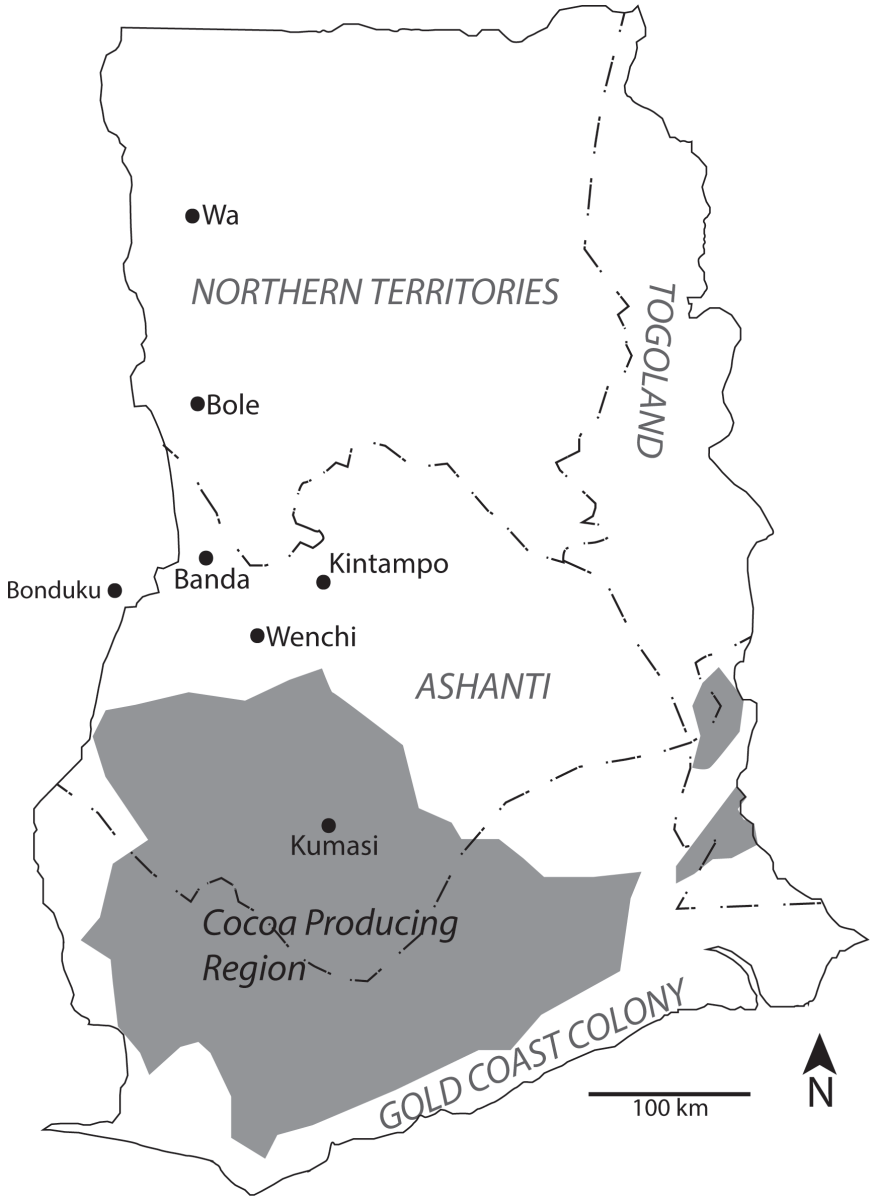 Wa
NORTHERN TERRITORIES
TOGOLAND
Bole
Kintampo
Banda
Bonduku
Wenchi
ASHANTI
Kumasi
Cocoa Producing
Region
GOLD COAST COLONY
100 km
N